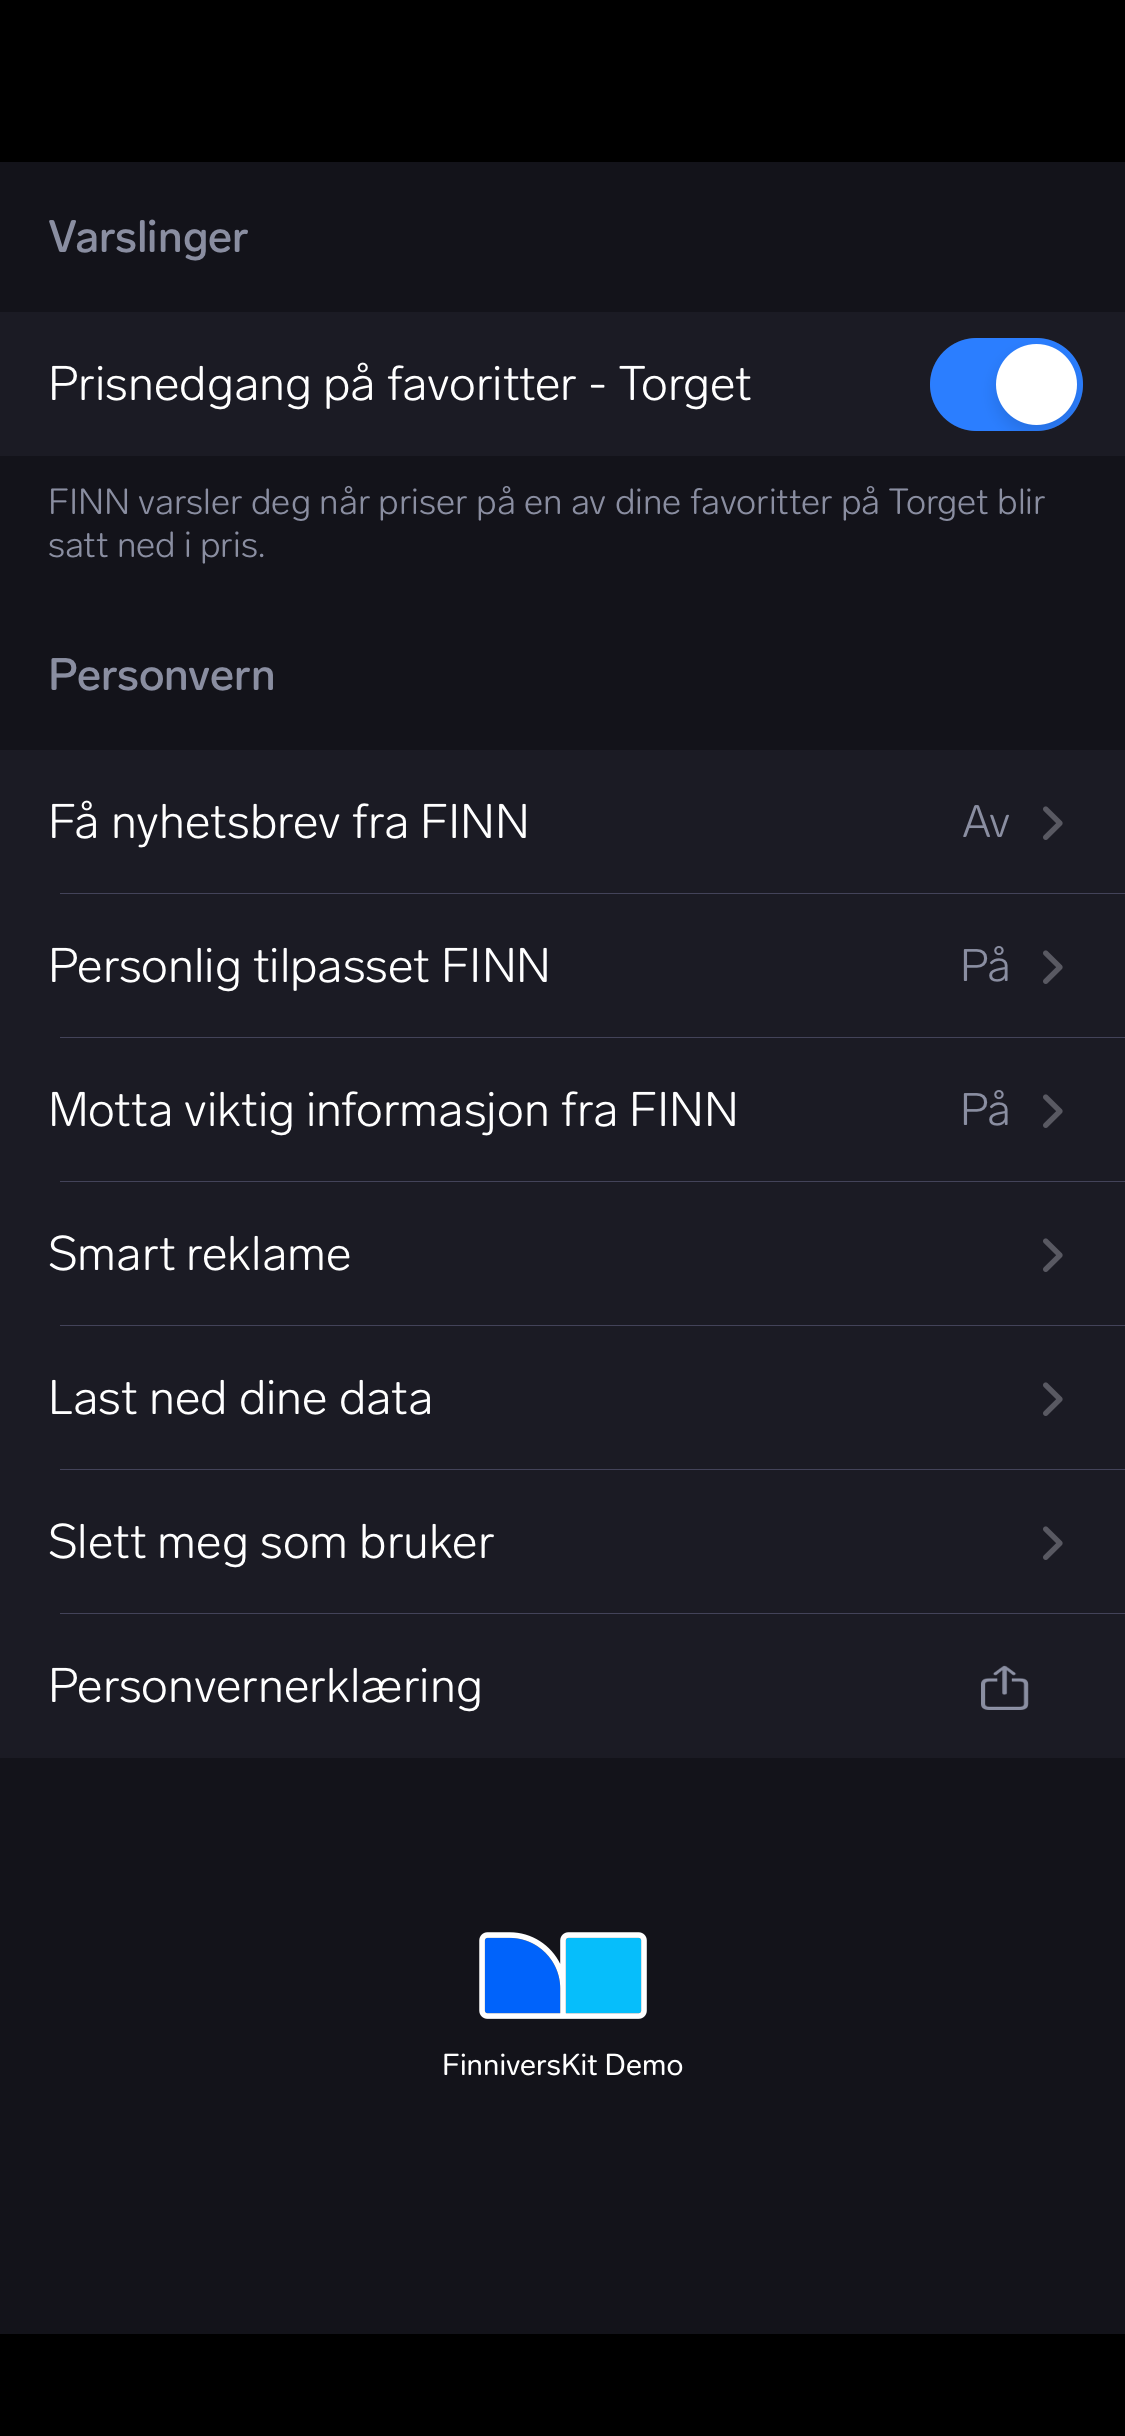 Varslinger
Prisnedgang på favoritter - Torget
FINN varsler deg når priser på en av dine favoritter på Torget blir
satt ned i pris.
Personvern
Få nyhetsbrev fra FINN Av
Personlig tilpasset FINN På
Motta viktig informasjon fra FINN På
Smart reklame
Last ned dine data
Slett meg som bruker
Personvernerklæring
FinniversKit Demo